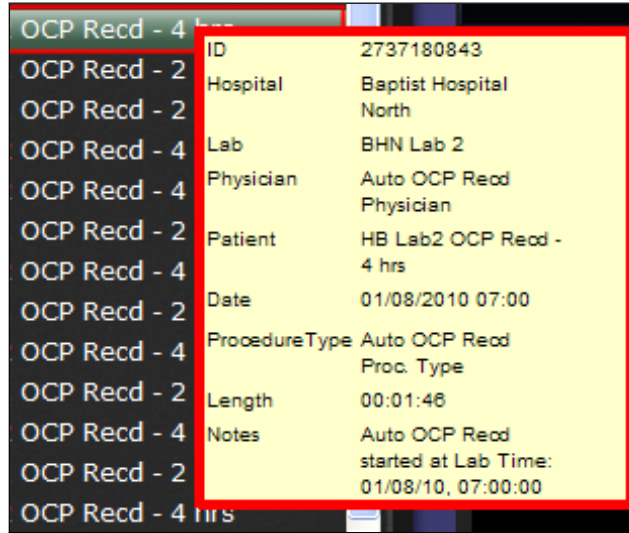 OCP Recd - 4 hrs
OCP Recd - 2
OCP Recd - 2
OCP Recd - 4
OCP Recd - 4
OCP Recd - 2
OCP Recd - 4
OCP Recd - 2
OCP Recd - 4
OCP Recd - 2
OCP Recd - 4
OCP Recd - 2
OCP Recd - 4 hrs
ID 2737180843
Hospital Baptist Hospital
North
Lab BHN Lab 2
Physician Auto OCP Recd
Physician
Patient HB Lab2 OCP Recd -
4 hrs
Date 01/08/2010 07:00
ProcedureType Auto OCP Recd
Proc. Type
Length 00:01:46
Notes Auto OCP Recd
started at Lab Time:
01/08/10, 07:00:00